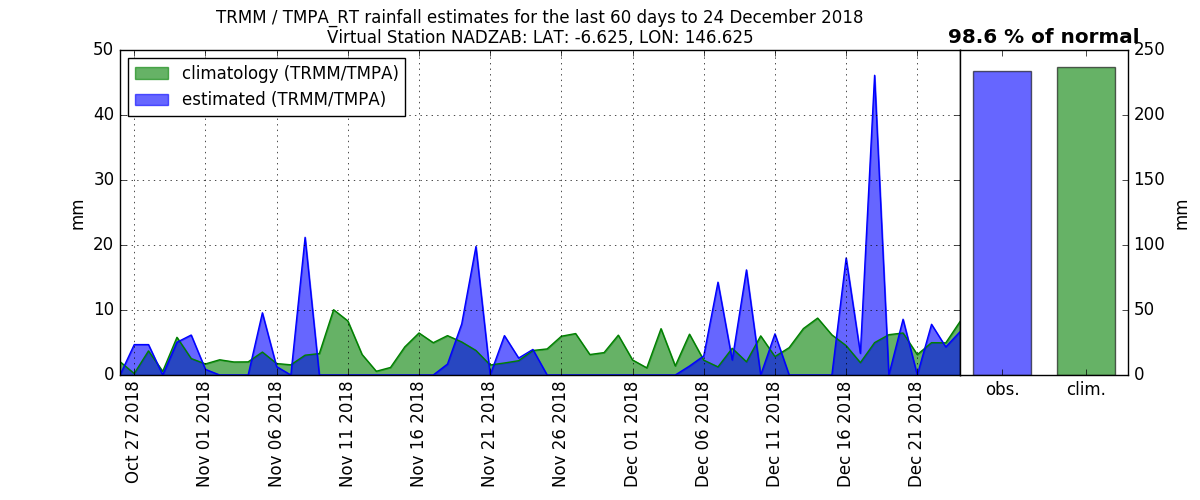 TRMM / TMPA_RT rainfall estimates for the last 60 days to 24 December 2018
Virtual Station NADZAB: LAT: -6.625, LON: 146.625
98.6 % of normal
climatology (TRMM/TMPA)
estimated (TRMM/TMPA)
50
40
30
20
10
0
mm
250
200
150
100
50
0
mm
obs.
clim.
Oct 27 2018
Nov 01 2018
Nov 06 2018
Nov 11 2018
Nov 16 2018
Nov 21 2018
Nov 26 2018
Dec 01 2018
Dec 06 2018
Dec 11 2018
Dec 16 2018
Dec 21 2018